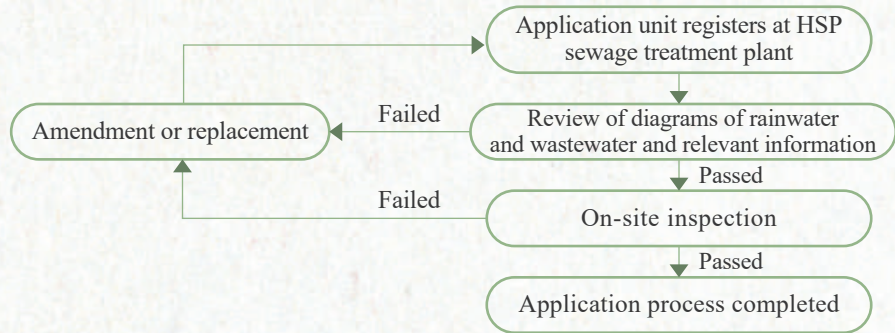 Application unit registers at HSP
sewage treatment plant
Failed
Amendment or replacement
Review of diagrams of rainwater
and wastewater and relevant information
Passed
Failed
On-site inspection
Passed
Application process completed